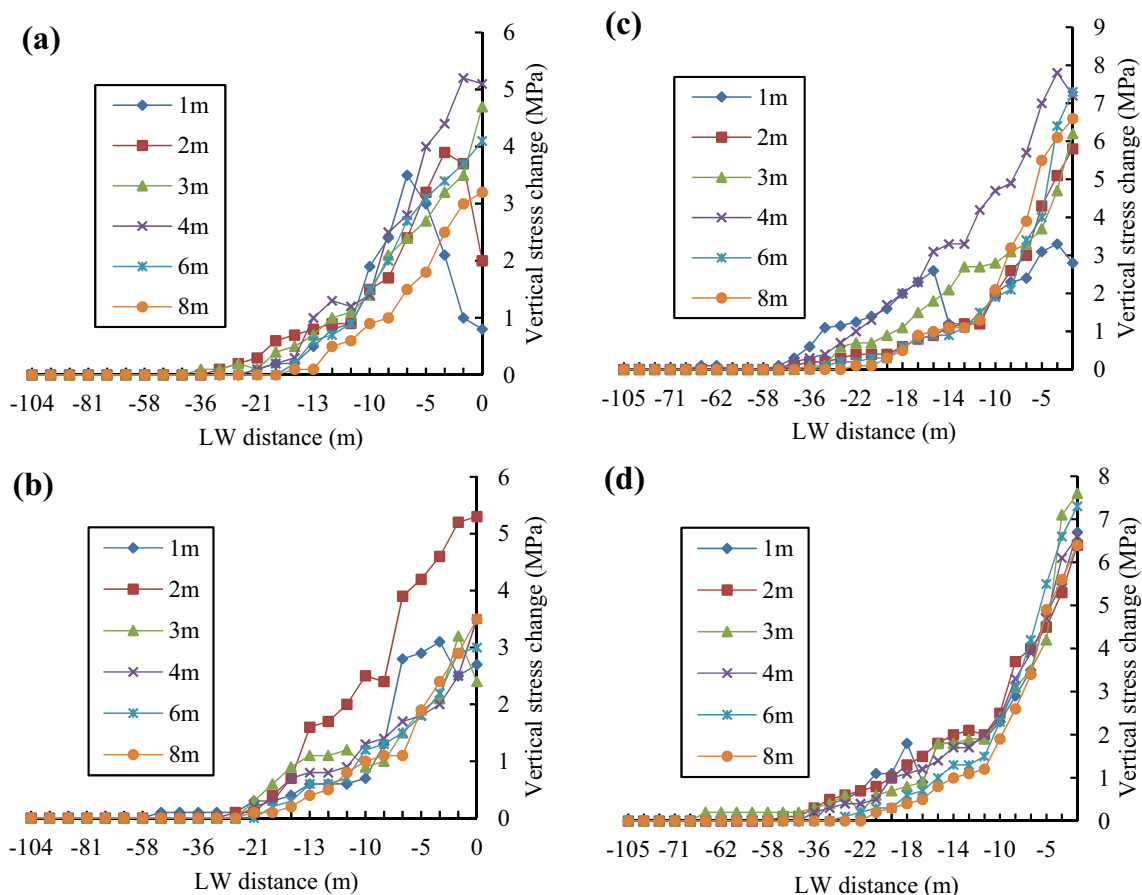 (a)
1m
2m
3m
4m
6m
8m
6
5
4
3
2
1
0
Vertical stress change (MPa)
-104 -81 -58 -36 -21 -13 -10 -5 0
LW distance (m)
(c)
1m
2m
3m
4m
6m
8m
9
8
7
6
5
4
3
2
1
0
Vertical stress change (MPa)
-105 -71 -62 -58 -36 -22 -18 -14 -10 -5
LW distance (m)
(b)
1m
2m
3m
4m
6m
8m
6
5
4
3
2
1
0
Vertical stress change (MPa)
-104 -81 -58 -36 -21 -13 -10 -5 0
LW distance (m)
(d)
1m
2m
3m
4m
6m
8m
8
7
6
5
4
3
2
1
0
Vertical stress change (MPa)
-105 -71 -62 -58 -36 -22 -18 -14 -10 -5
LW distance (m)